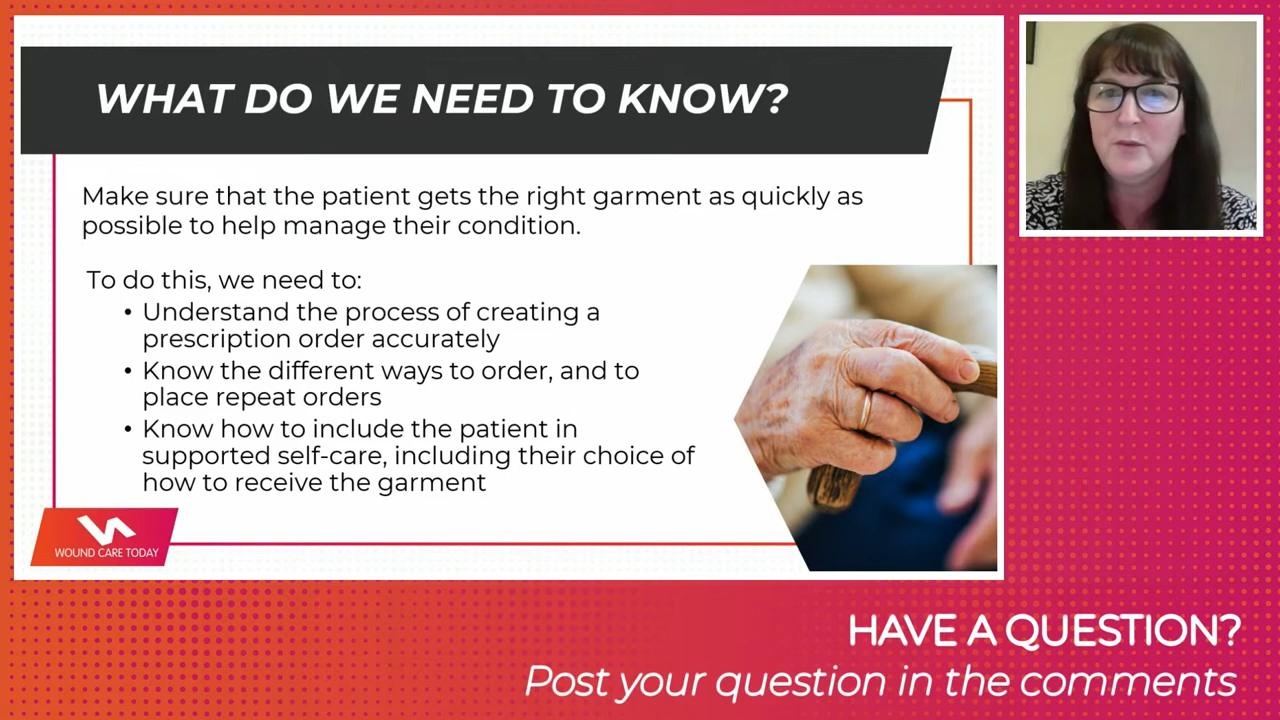 WHAT DO WE NEED TO KNOW?
Make sure that the patient gets the right garment as quickly as
possible to help manage their condition.
To do this, we need to:
• Understand the process of creating a
prescription order accurately
• Know the different ways to order, and to
place repeat orders
• Know how to include the patient in
supported self-care, including their choice of
how to receive the garment
WOUND CARE TODAY
HAVE A QUESTION?
Post your question in the comments